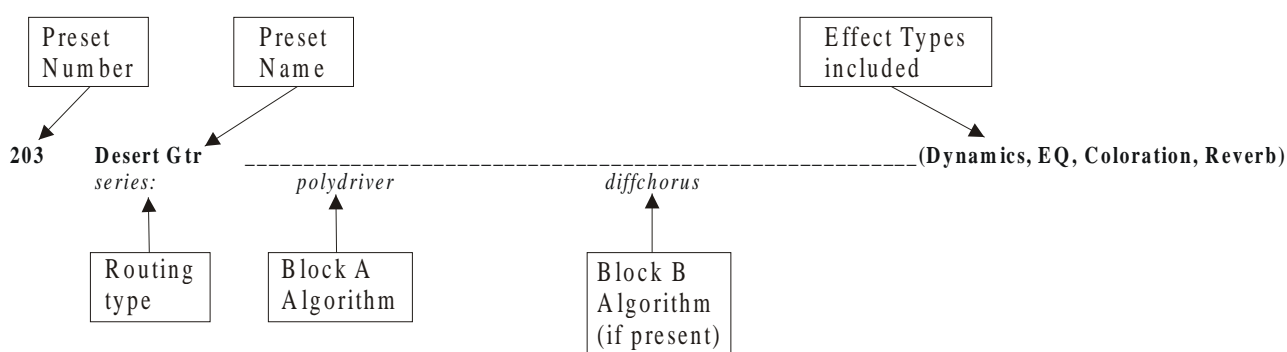 Preset
Number
Preset
Name
Effect Types
included
203 Desert Gtr ________________________________________________________(Dynamics, EQ, Coloration, Reverb)
series: polydriver diffchorus
Routing
type
Block A
Algorithm
Block B
Algorithm
(if present)